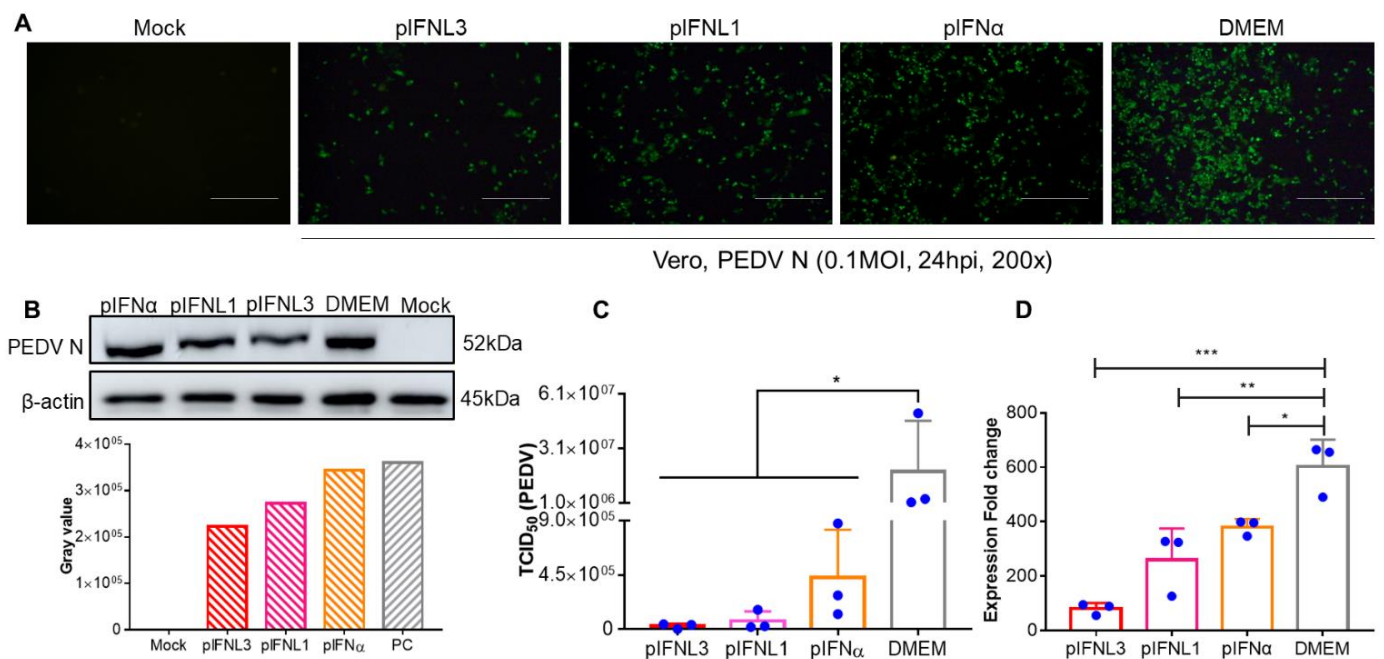 A
Mock pIFNL3 pIFNL1 pIFNα DMEM
Vero, PEDV N (0.1MOI, 24hpi, 200x)
B
pIFNα pIFNL1 pIFNL3 DMEM Mock
PEDV N 52kDa
β-actin 45kDa
Gray value
4×10⁰⁵
3×10⁰⁵
2×10⁰⁵
1×10⁰⁵
0
Mock pIFNL3 pIFNL1 pIFNα PC
C
*
TCID₅₀ (PEDV)
6.1×10⁰⁷
3.1×10⁰⁷
1.0×10⁰⁶
9.0×10⁰⁵
4.5×10⁰⁵
0
pIFNL3 pIFNL1 pIFNα DMEM
D
***
**
*
Expression Fold change
800
600
400
200
0
pIFNL3 pIFNL1 pIFNα DMEM